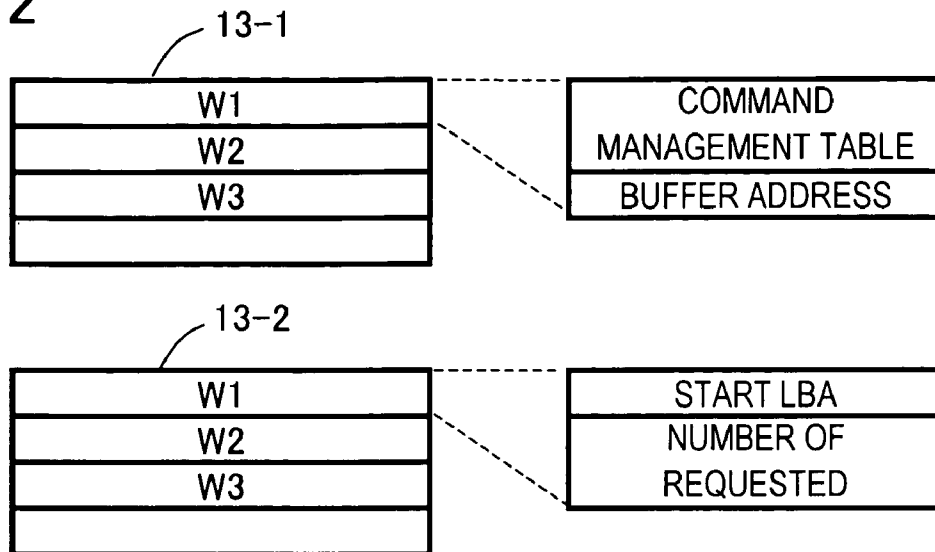 2
13-1
W1
W2
W3
COMMAND
MANAGEMENT TABLE
BUFFER ADDRESS
13-2
W1
W2
W3
START LBA
NUMBER OF
REQUESTED